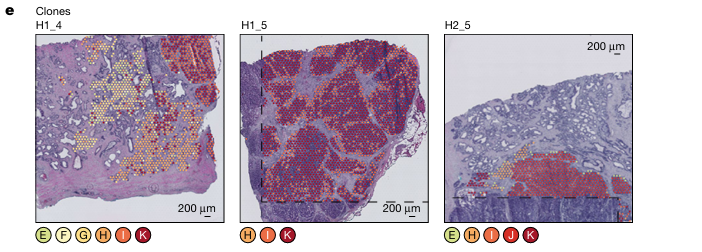 e
Clones
H1_4
H1_5
H2_5
200 µm
200 µm
200 µm
E F G H I K
H I K
E H I J K